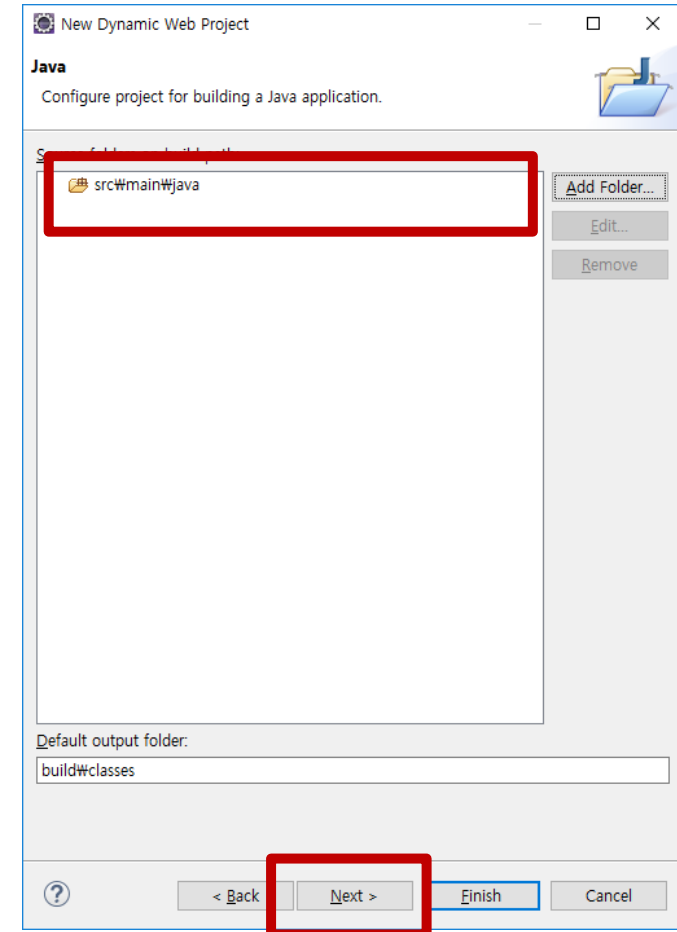 New Dynamic Web Project
Java
Configure project for building a Java application.
src₩main₩java
Add Folder...
Edit...
Remove
Default output folder:
build₩classes
< Back
Next >
Finish
Cancel